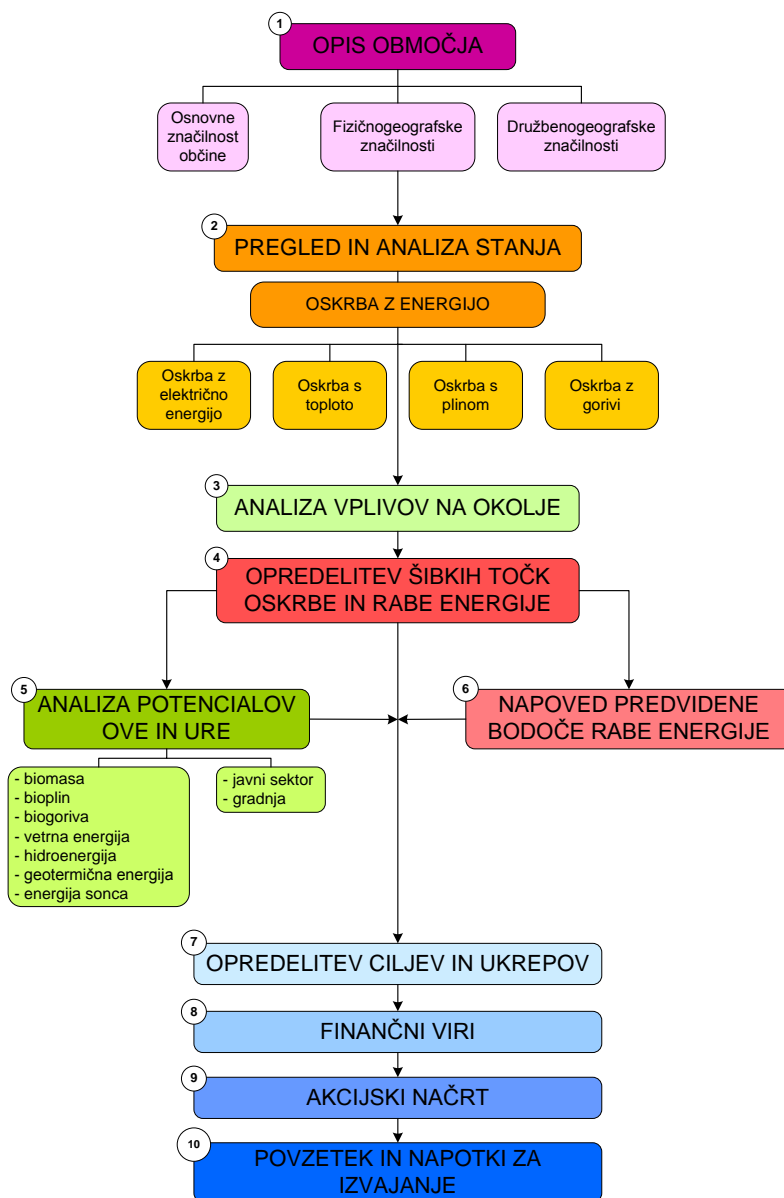 1
OPIS OBMOČJA
Osnovne
značilnost
občine
Fizičnogeografske
značilnosti
Družbenogeografske
značilnosti
2
PREGLED IN ANALIZA STANJA
OSKRBA Z ENERGIJO
Oskrba z
električno
energijo
Oskrba s
toploto
Oskrba s
plinom
Oskrba z
gorivi
3
ANALIZA VPLIVOV NA OKOLJE
4
OPREDELITEV ŠIBKIH TOČK
OSKRBE IN RABE ENERGIJE
5
ANALIZA POTENCIALOV
OVE IN URE
- biomasa
- bioplin
- biogoriva
- vetrna energija
- hidroenergija
- geotermična energija
- energija sonca
- javni sektor
- gradnja
6
NAPOVED PREDVIDENE
BODOČE RABE ENERGIJE
7
OPREDELITEV CILJEV IN UKREPOV
8
FINANČNI VIRI
9
AKCIJSKI NAČRT
10
POVZETEK IN NAPOTKI ZA
IZVAJANJE